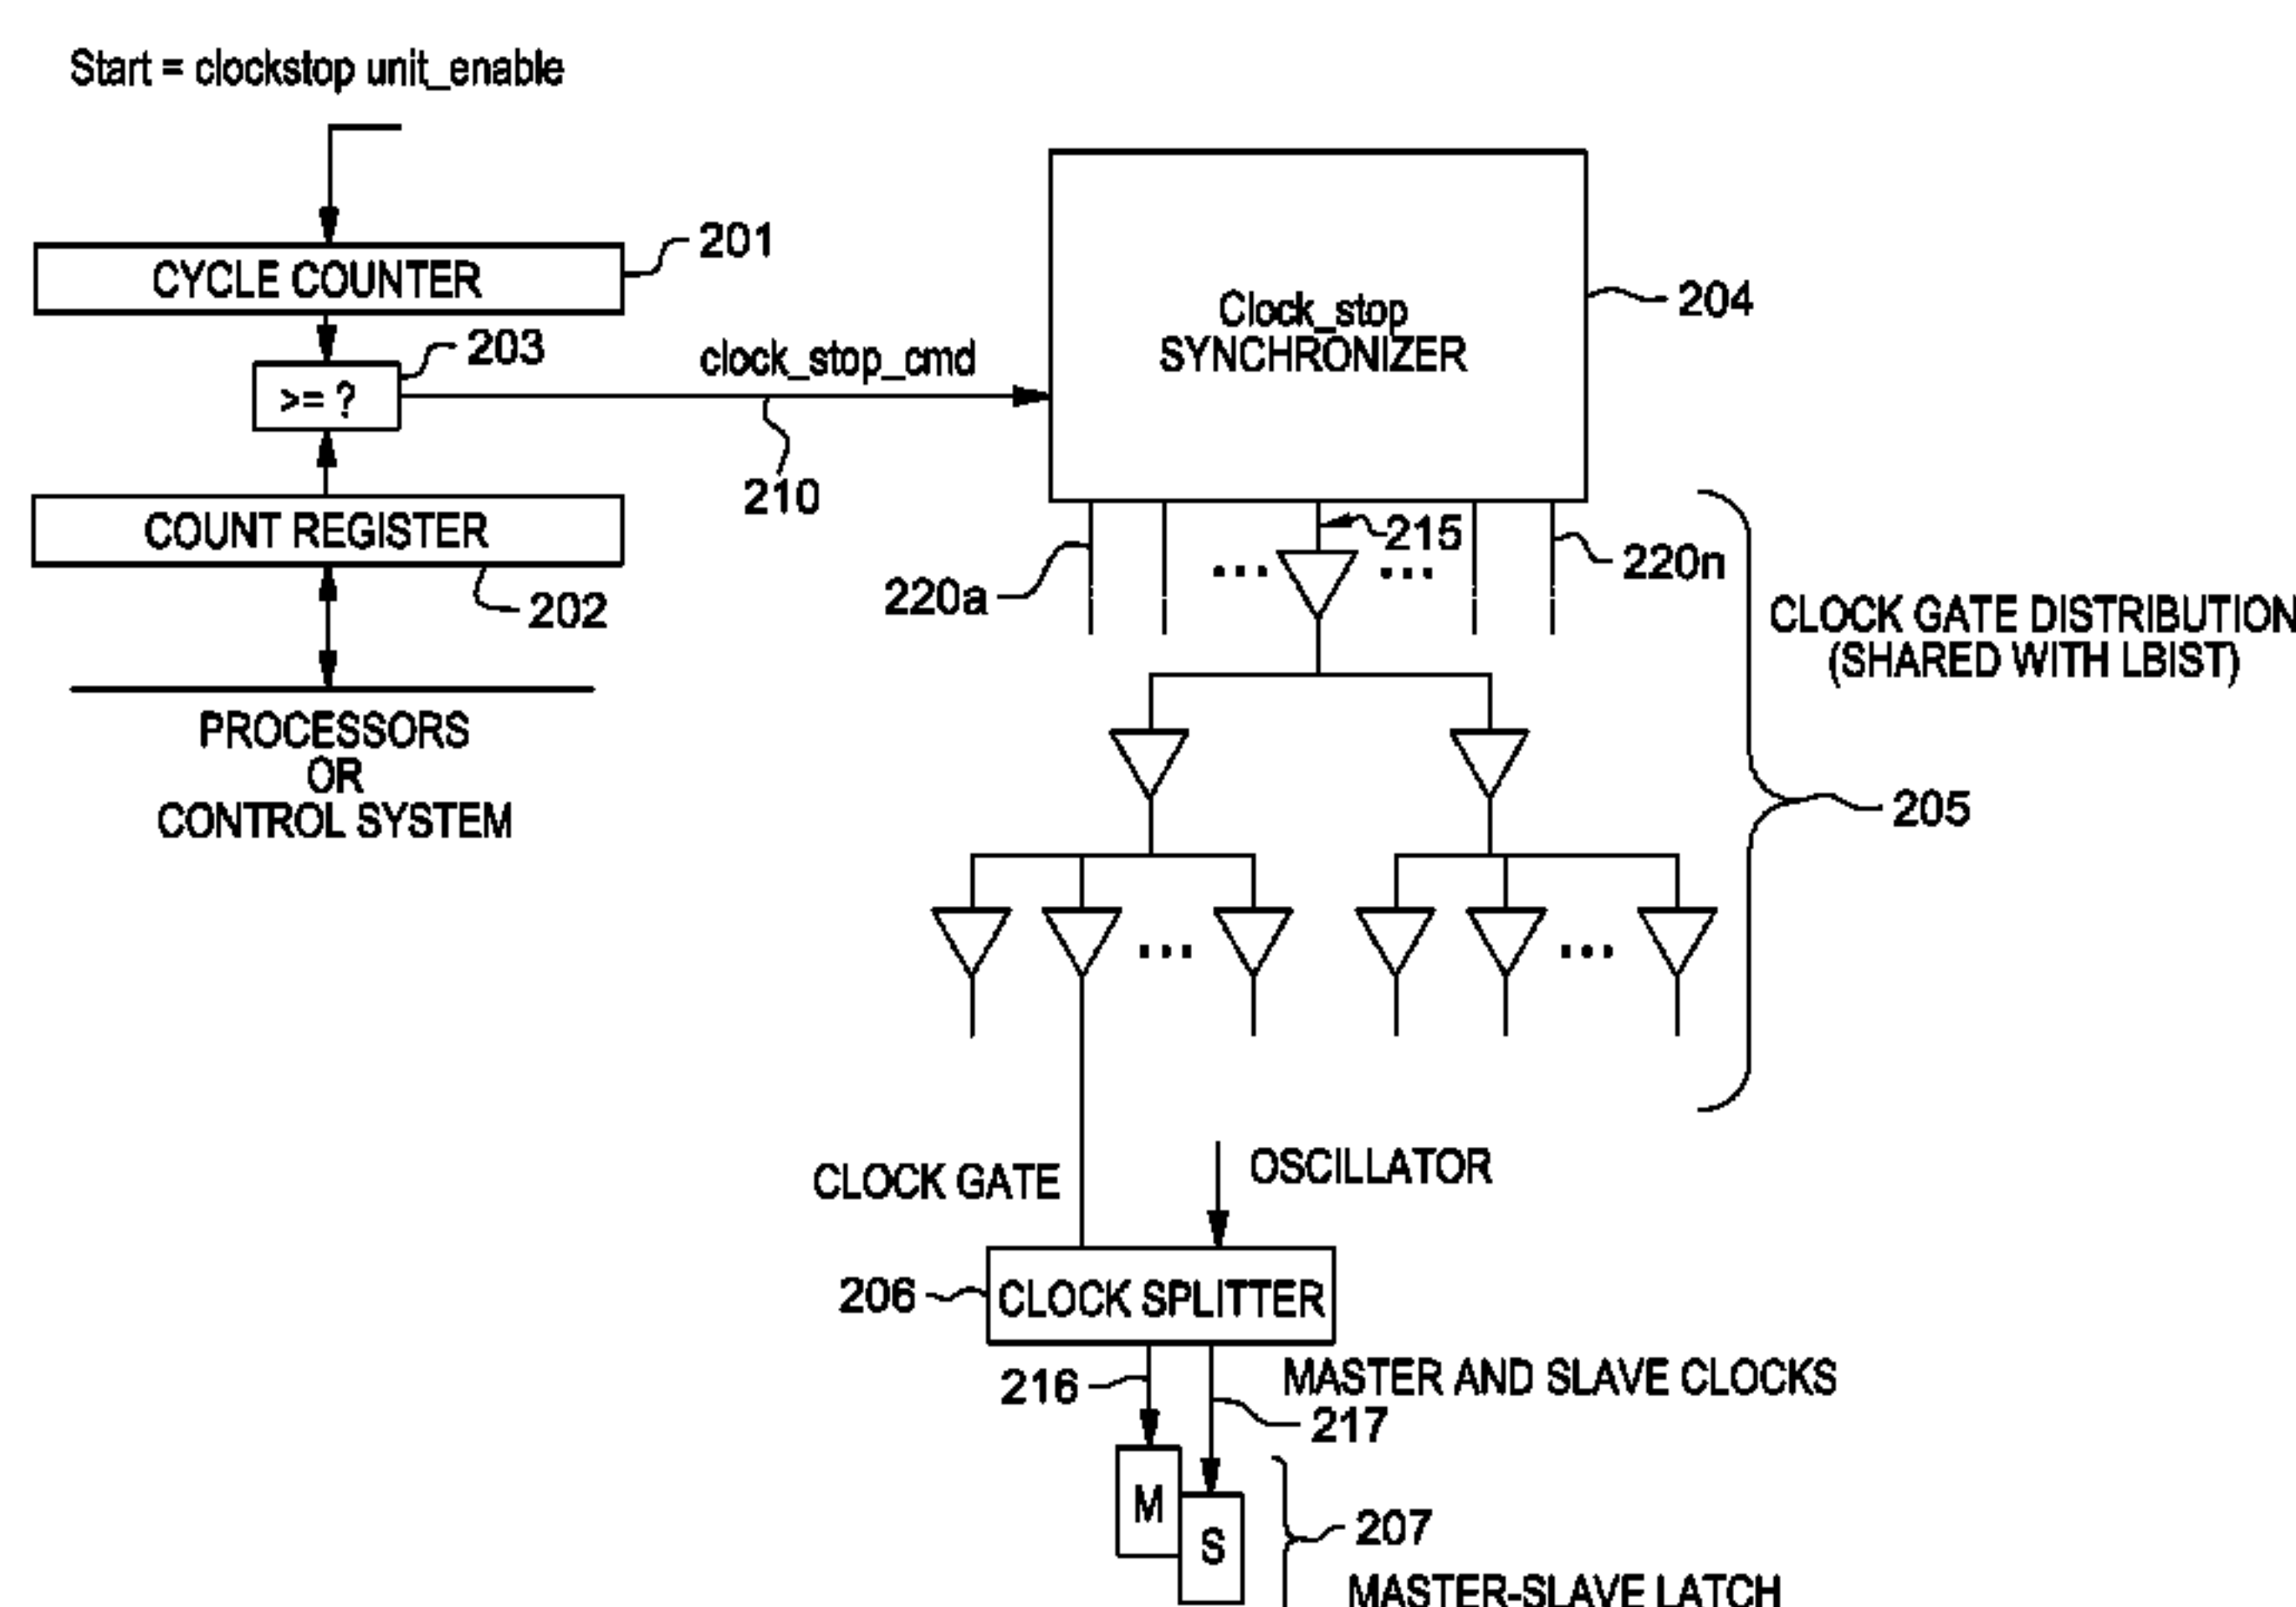 Start = clockstop unit_enable
CYCLE COUNTER
201
203
>= ?
clock_stop_cmd
210
COUNT REGISTER
202
PROCESSORS
OR
CONTROL SYSTEM
Clock_stop
SYNCHRONIZER
204
215
220a
...
...
220n
CLOCK GATE DISTRIBUTION
(SHARED WITH LBIST)
205
...
...
CLOCK GATE
OSCILLATOR
206
CLOCK SPLITTER
216
MASTER AND SLAVE CLOCKS
217
M
S
207
MASTER-SLAVE LATCH